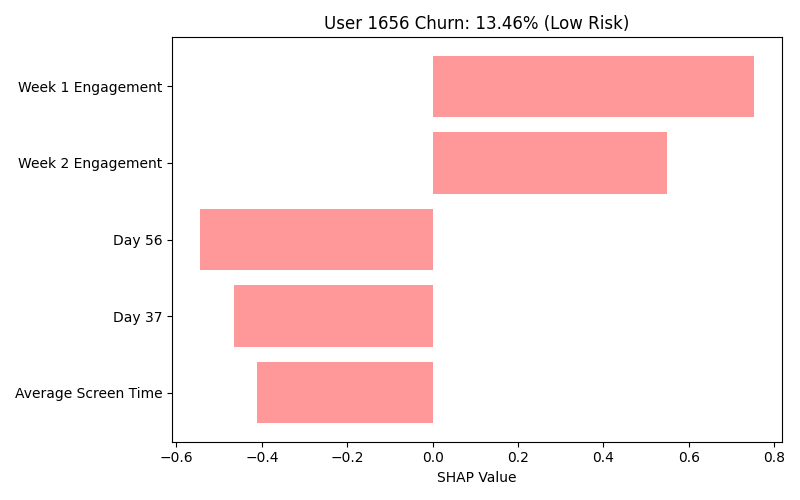 User 1656 Churn: 13.46% (Low Risk)
Week 1 Engagement
Week 2 Engagement
Day 56
Day 37
Average Screen Time
−0.6 −0.4 −0.2 0.0 0.2 0.4 0.6 0.8
SHAP Value